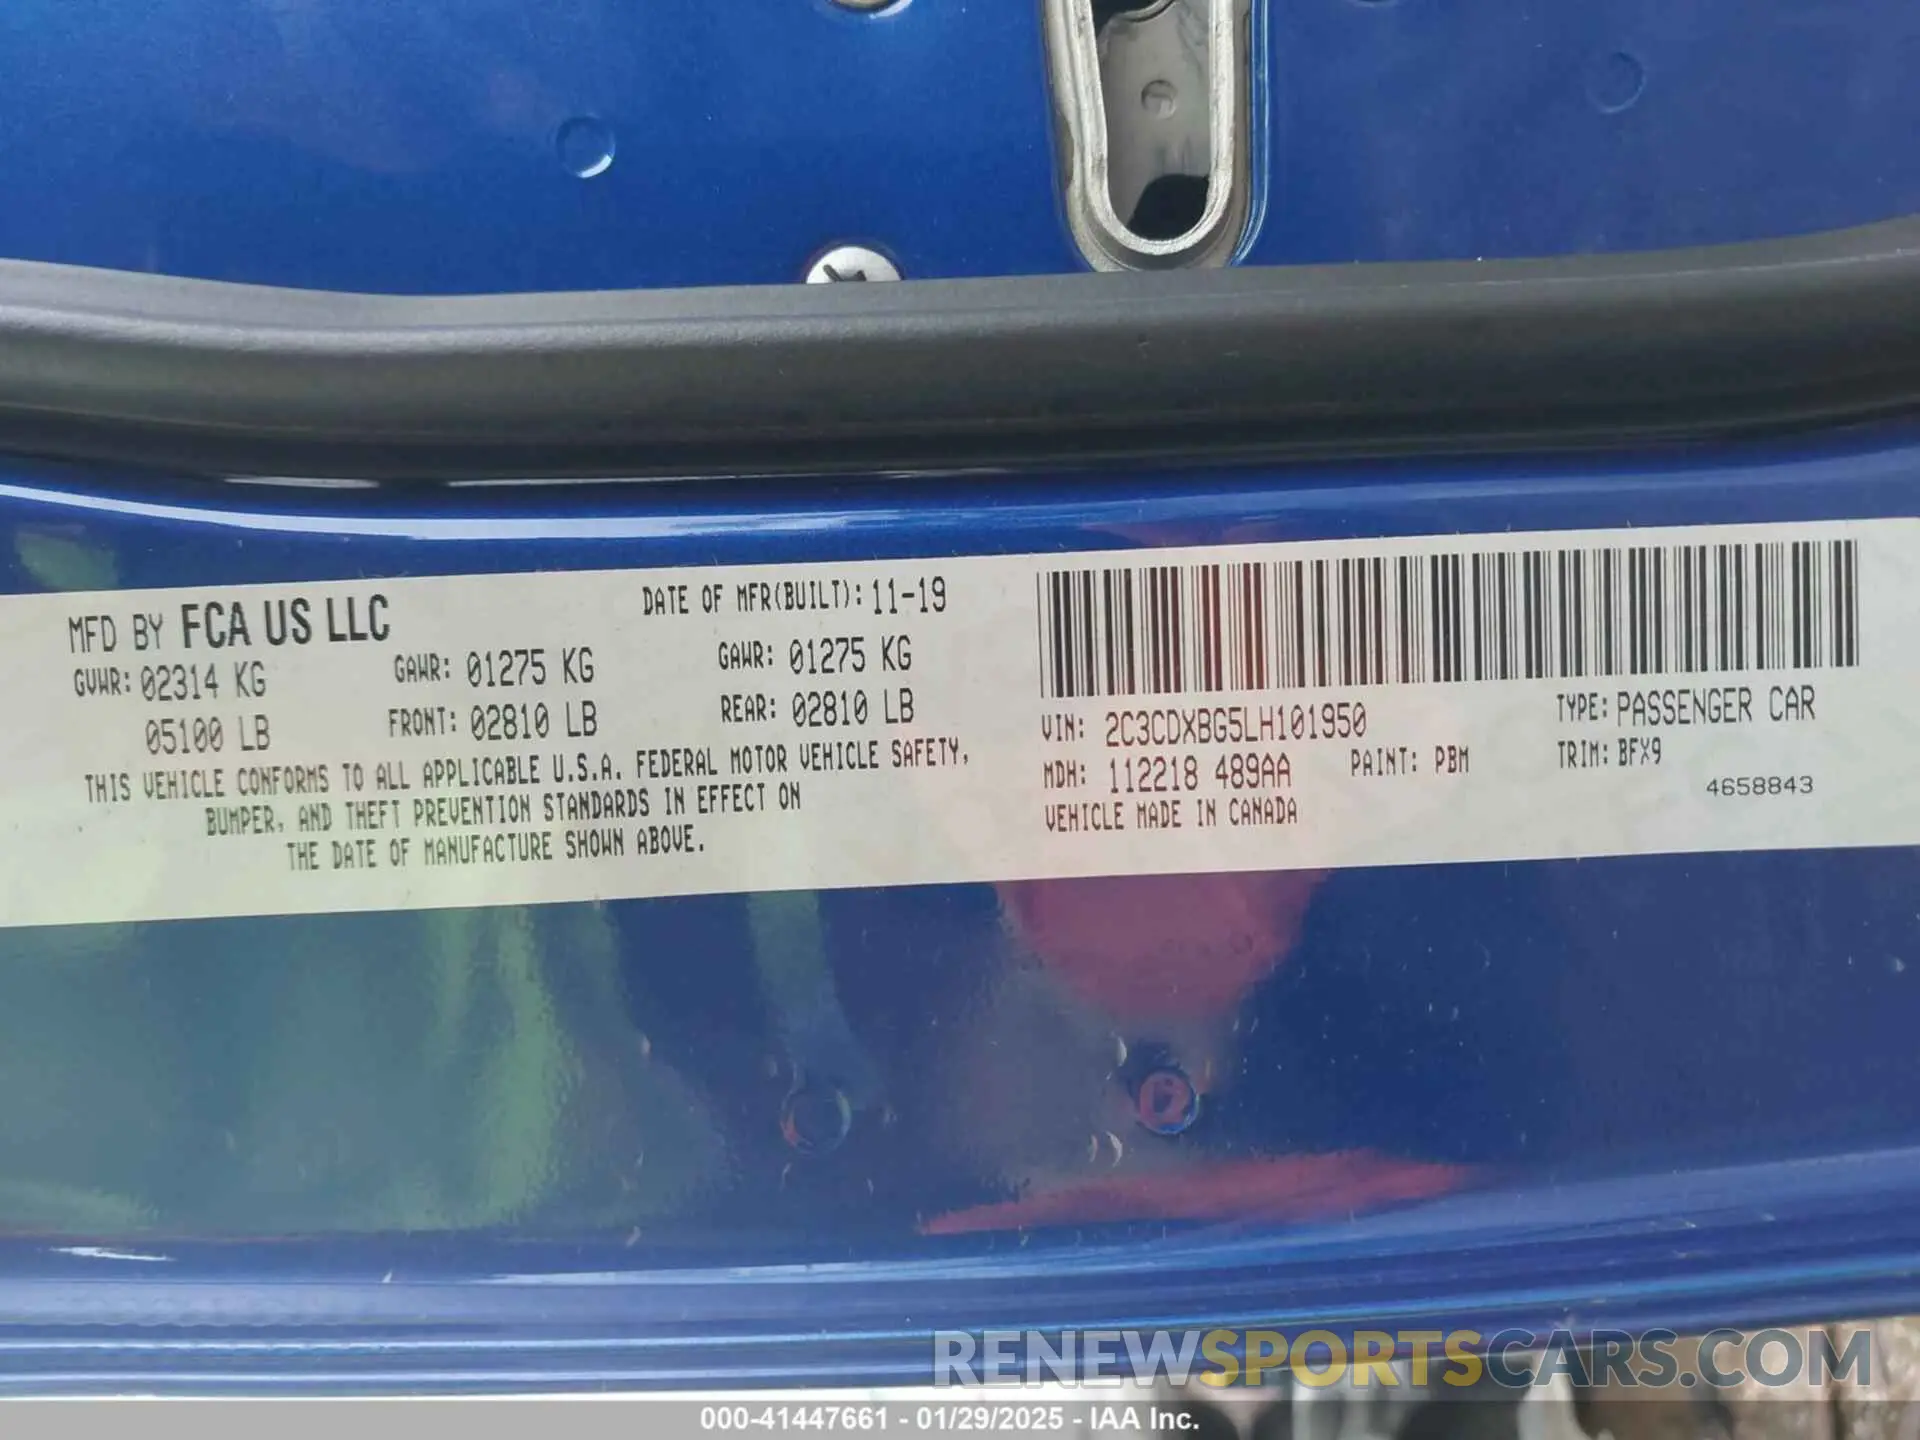 MFD BY FCA US LLC
DATE OF MFR(BUILT): 11-19
GVWR: 02314 KG
GAWR: 01275 KG
GAWR: 01275 KG
05100 LB
FRONT: 02810 LB
REAR: 02810 LB
THIS VEHICLE CONFORMS TO ALL APPLICABLE U.S.A. FEDERAL MOTOR VEHICLE SAFETY,
BUMPER, AND THEFT PREVENTION STANDARDS IN EFFECT ON
THE DATE OF MANUFACTURE SHOWN ABOVE.
VIN: 2C3CDXBG5LH101950
TYPE: PASSENGER CAR
MDH: 112218 489AA
PAINT: PBM
TRIM: BFX9
VEHICLE MADE IN CANADA
4658843
RENEWSPORTSCARS.COM
000-41447661 - 01/29/2025 - IAA Inc.